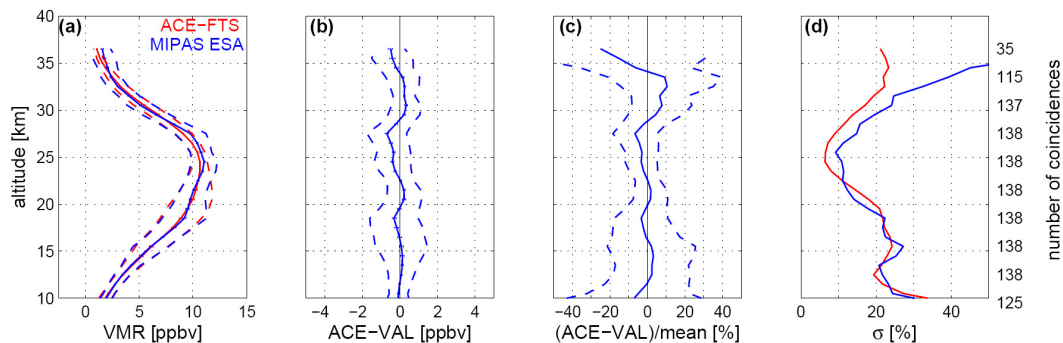 (a)
ACE−FTS
MIPAS ESA
(b)
(c)
(d)
40
35
30
25
20
15
10
altitude [km]
0
5
10
15
VMR [ppbv]
−4
−2
0
2
4
ACE−VAL [ppbv]
−40
−20
0
20
40
(ACE−VAL)/mean [%]
0
20
40
σ [%]
35
115
137
138
138
138
138
138
138
125
number of coincidences